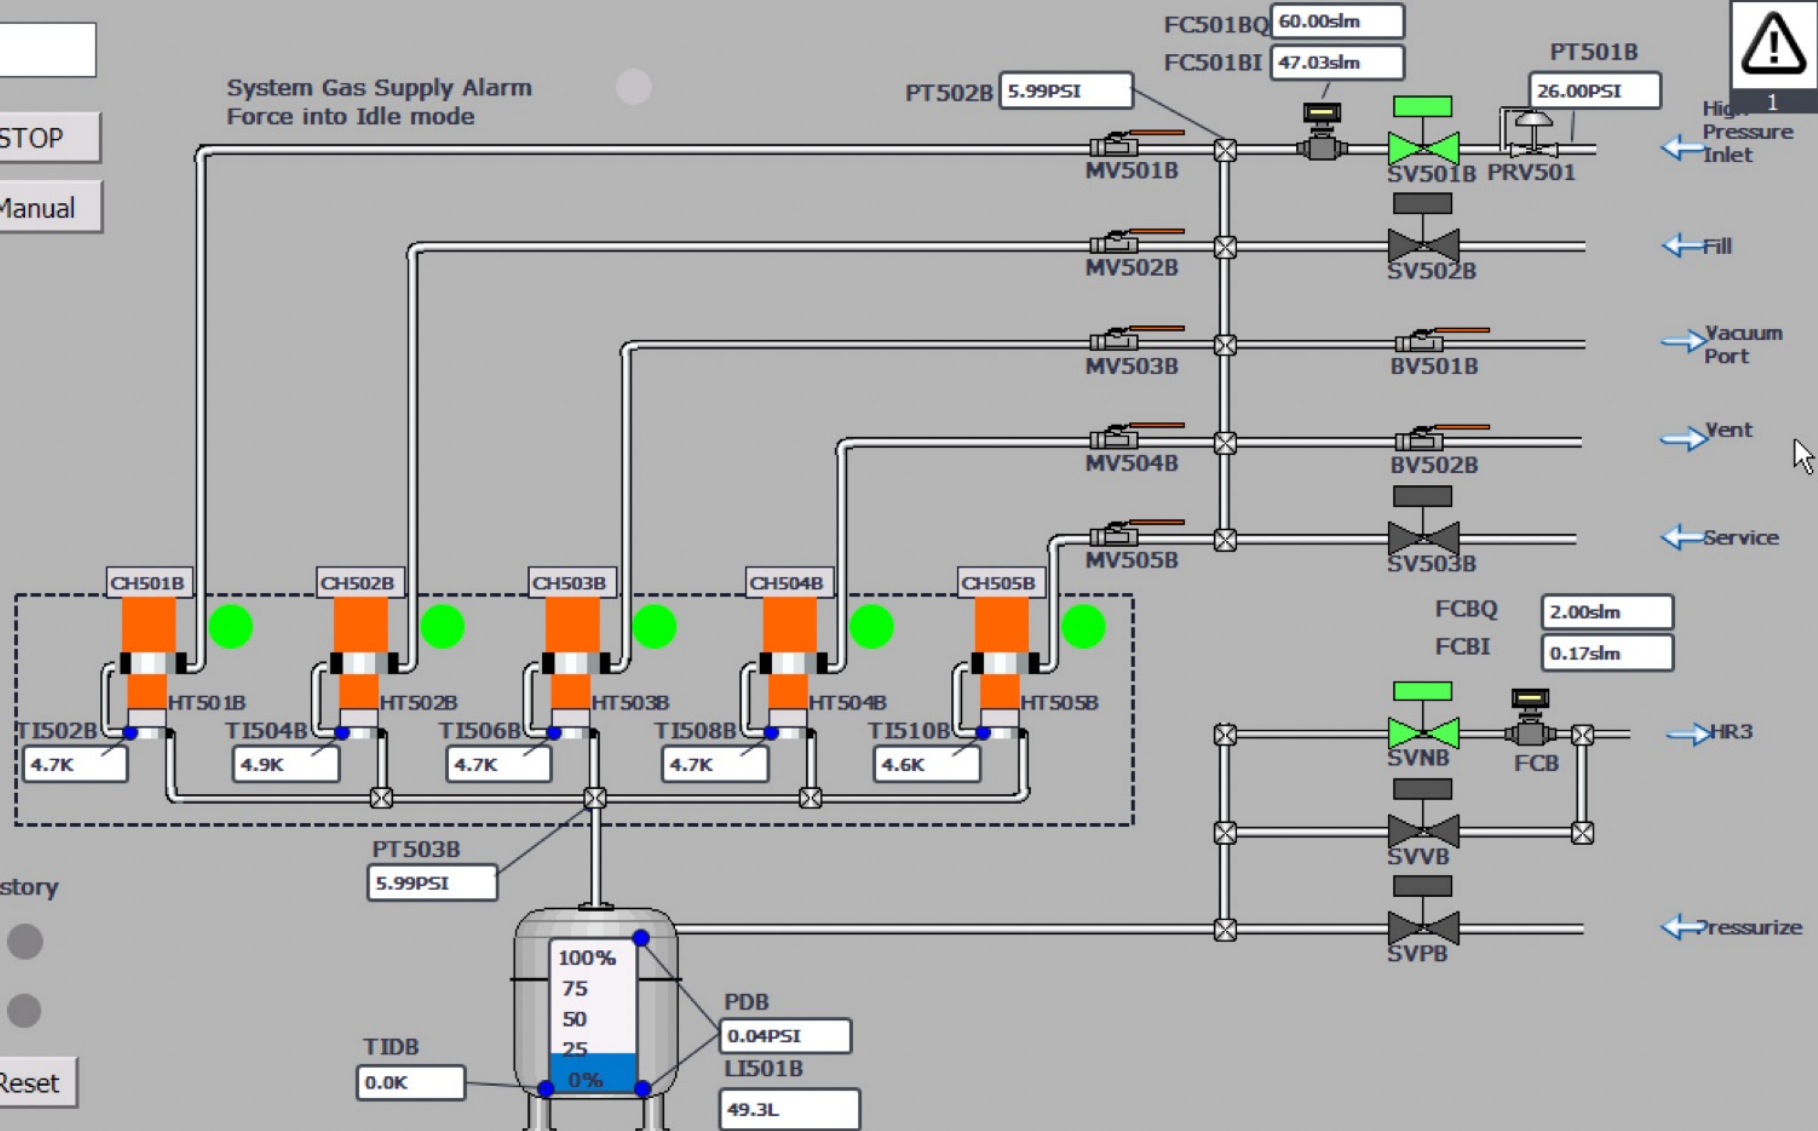 FC501BQ 60.00slm
FC501BI 47.03slm
PT501B
26.00PSI
1
PT502B 5.99PSI
System Gas Supply Alarm
Force into Idle mode
STOP
Manual
High
Pressure
Inlet
MV501B
SV501B
PRV501
MV502B
SV502B
Fill
MV503B
BV501B
Vacuum
Port
MV504B
BV502B
Vent
MV505B
SV503B
Service
CH501B
CH502B
CH503B
CH504B
CH505B
FCBQ 2.00slm
FCBI 0.17slm
HT501B
HT502B
HT503B
HT504B
HT505B
TI502B
TI504B
TI506B
TI508B
TI510B
4.7K
4.9K
4.7K
4.7K
4.6K
SVNB
FCB
HR3
SVVB
PT503B
5.99PSI
story
SVPB
Pressurize
100%
75
50
25
0%
PDB
0.04PSI
TIDB
0.0K
LI501B
49.3L
Reset